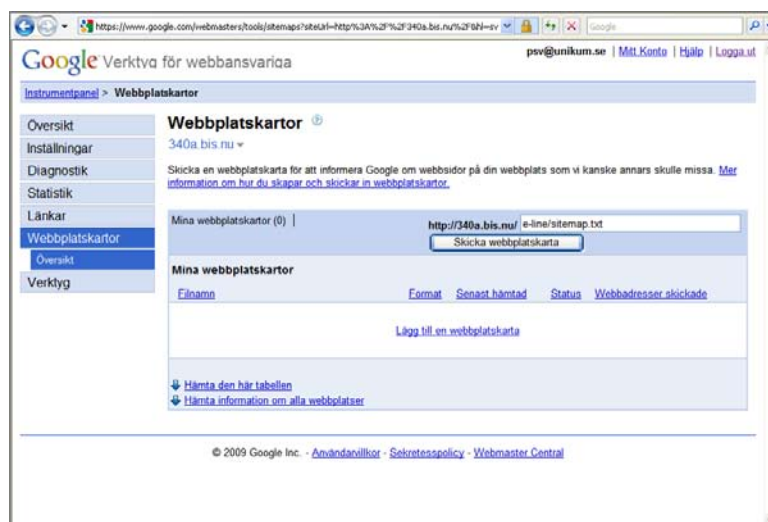 https://www.google.com/webmasters/tools/sitemaps?siteUrl=http%3A%2F%2F340a.bis.nu%2F&hl=sv
Google
psv@unikum.se | Mitt Konto | Hjälp | Logga ut
Google Verktyg för webbansvariga
Instrumentpanel > Webbplatskartor
Översikt
Inställningar
Diagnostik
Statistik
Länkar
Webbplatskartor
Översikt
Verktyg
Webbplatskartor
340a.bis.nu
Skicka en webbplatskarta för att informera Google om webbsidor på din webbplats som vi kanske annars skulle missa. Mer
information om hur du skapar och skickar in webbplatskartor.
Mina webbplatskartor (0) |
http://340a.bis.nu/ e-line/sitemap.txt
Skicka webbplatskarta
Mina webbplatskartor
Filnamn Format Senast hämtad Status Webbadresser skickade
Lägg till en webbplatskarta
Hämta den här tabellen
Hämta information om alla webbplatser
© 2009 Google Inc. - Användarvillkor - Sekretesspolicy - Webmaster Central